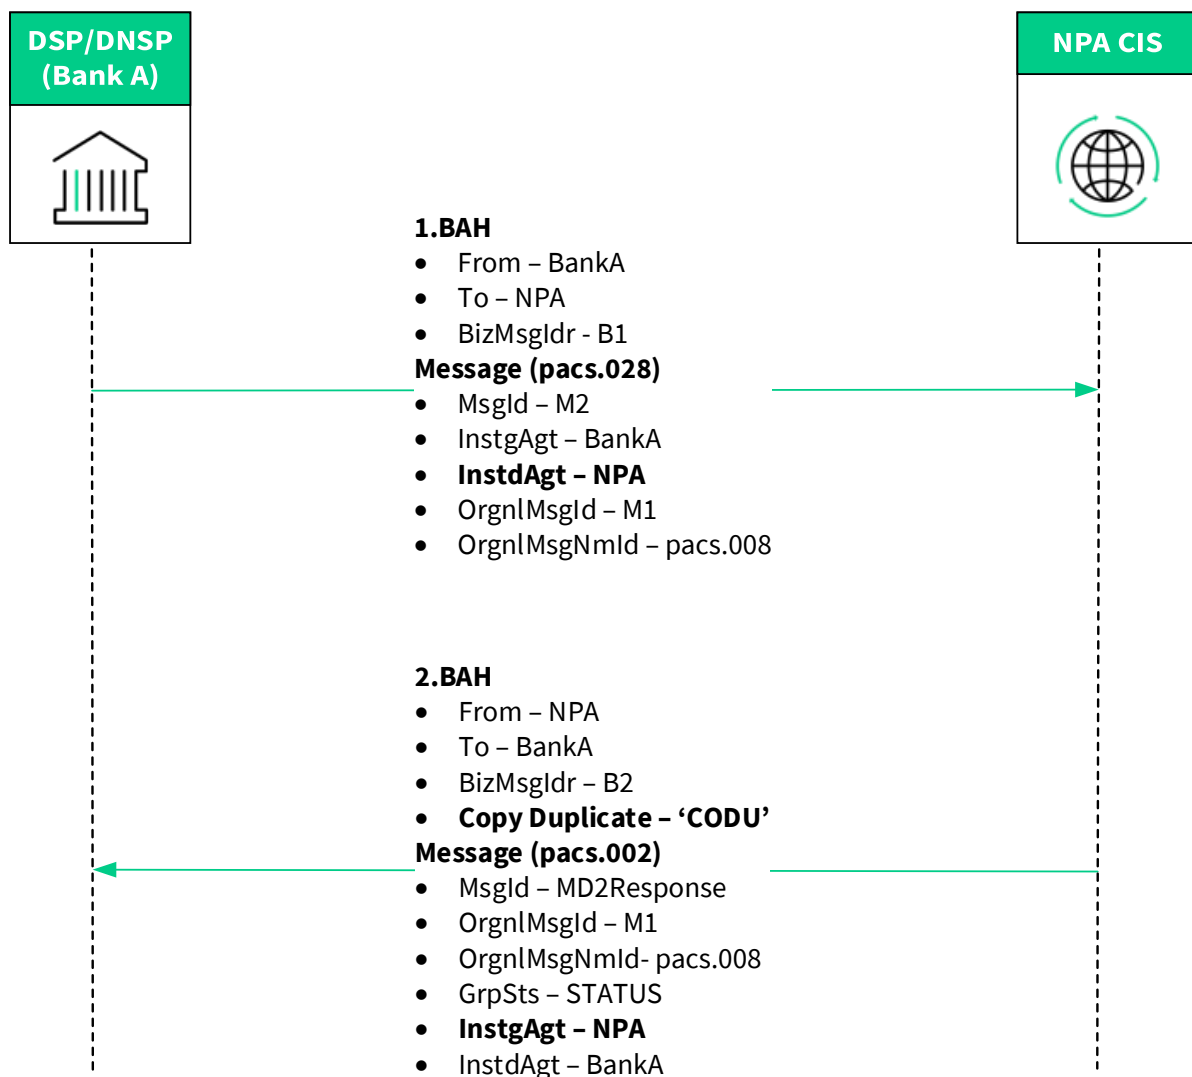 DSP/DNSP
(Bank A)
NPA CIS
1.BAH
• From – BankA
• To – NPA
• BizMsgIdr - B1
Message (pacs.028)
• MsgId – M2
• InstgAgt – BankA
• InstdAgt – NPA
• OrgnlMsgId – M1
• OrgnlMsgNmId – pacs.008
2.BAH
• From – NPA
• To – BankA
• BizMsgIdr – B2
• Copy Duplicate – ‘CODU’
Message (pacs.002)
• MsgId – MD2Response
• OrgnlMsgId – M1
• OrgnlMsgNmId- pacs.008
• GrpSts – STATUS
• InstgAgt – NPA
• InstdAgt – BankA